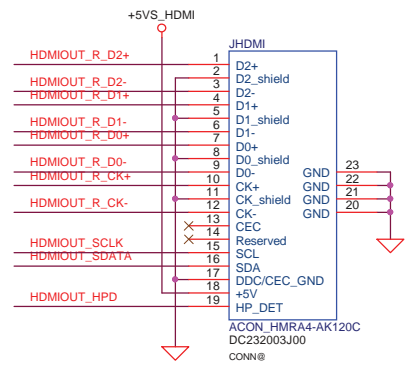 +5VS_HDMI
JHDMI
HDMIOUT_R_D2+ 1 D2+
2 D2_shield
HDMIOUT_R_D2- 3 D2-
HDMIOUT_R_D1+ 4 D1+
5 D1_shield
HDMIOUT_R_D1- 6 D1-
HDMIOUT_R_D0+ 7 D0+
8 D0_shield
HDMIOUT_R_D0- 9 D0- GND 23
HDMIOUT_R_CK+ 10 CK+ GND 22
11 CK_shield GND 21
HDMIOUT_R_CK- 12 CK- GND 20
13 CEC
14 Reserved
HDMIOUT_SCLK 15 SCL
HDMIOUT_SDATA 16 SDA
17 DDC/CEC_GND
18 +5V
HDMIOUT_HPD 19 HP_DET
ACON_HMRA4-AK120C
DC232003J00
CONN@